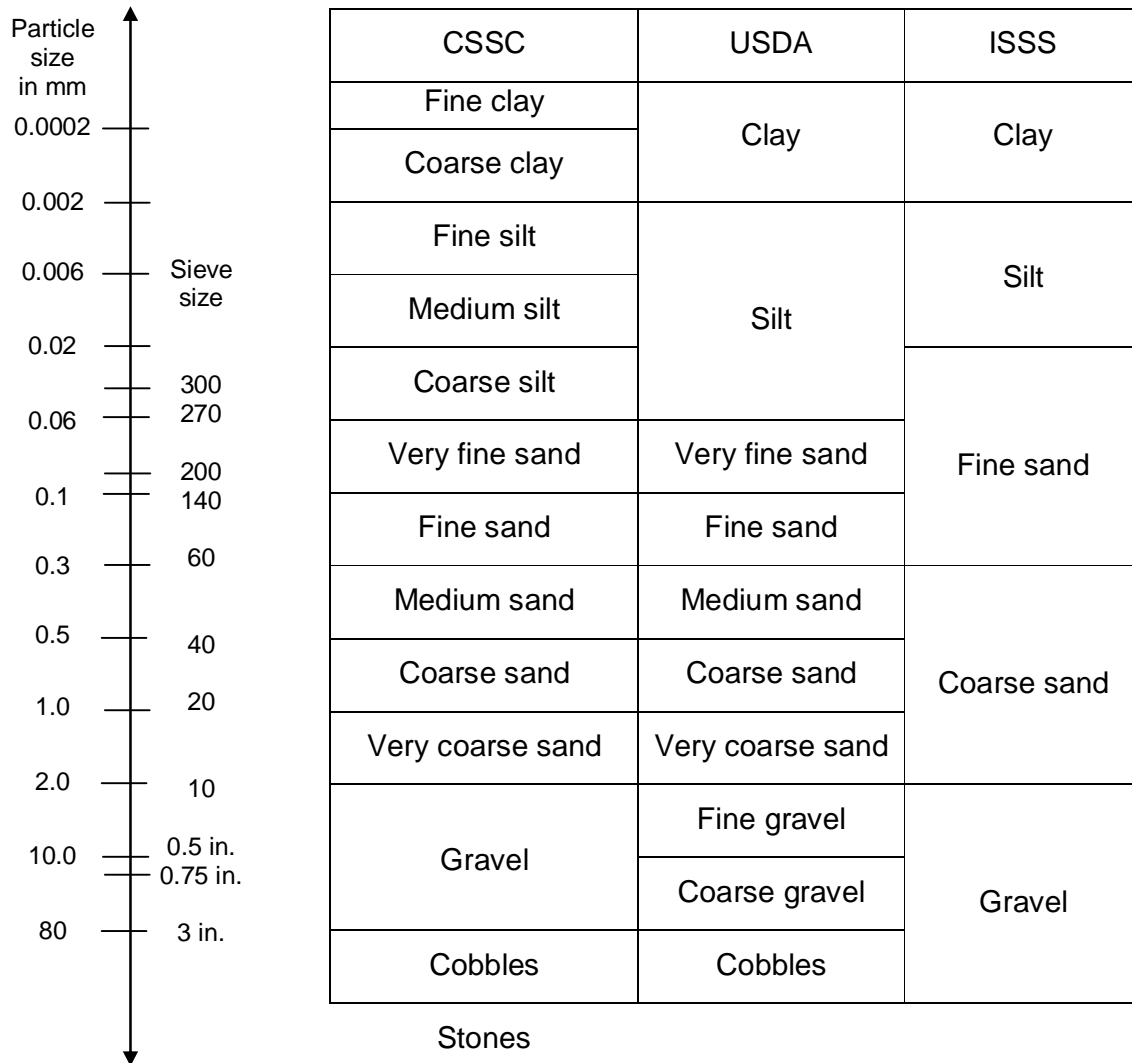 Particle
size
in mm
0.0002
0.002
0.006
0.02
0.06
0.1
0.3
0.5
1.0
2.0
10.0
80
Sieve
size
300
270
200
140
60
40
20
10
0.5 in.
0.75 in.
3 in.
CSSC USDA ISSS
Fine clay
Clay Clay
Coarse clay
Fine silt
Silt
Medium silt
Silt
Coarse silt
Very fine sand Very fine sand
Fine sand
Fine sand Fine sand
Medium sand Medium sand
Coarse sand Coarse sand Coarse sand
Very coarse sand Very coarse sand
Fine gravel
Gravel
Coarse gravel
Gravel
Cobbles Cobbles
Stones